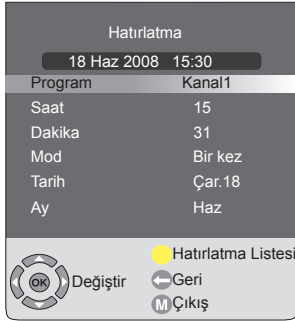 Hatırlatma
18 Haz 2008 15:30
Program Kanal1
Saat 15
Dakika 31
Mod Bir kez
Tarih Çar.18
Ay Haz
Hatırlatma Listesi
OK Değiştir Geri
M Çıkış